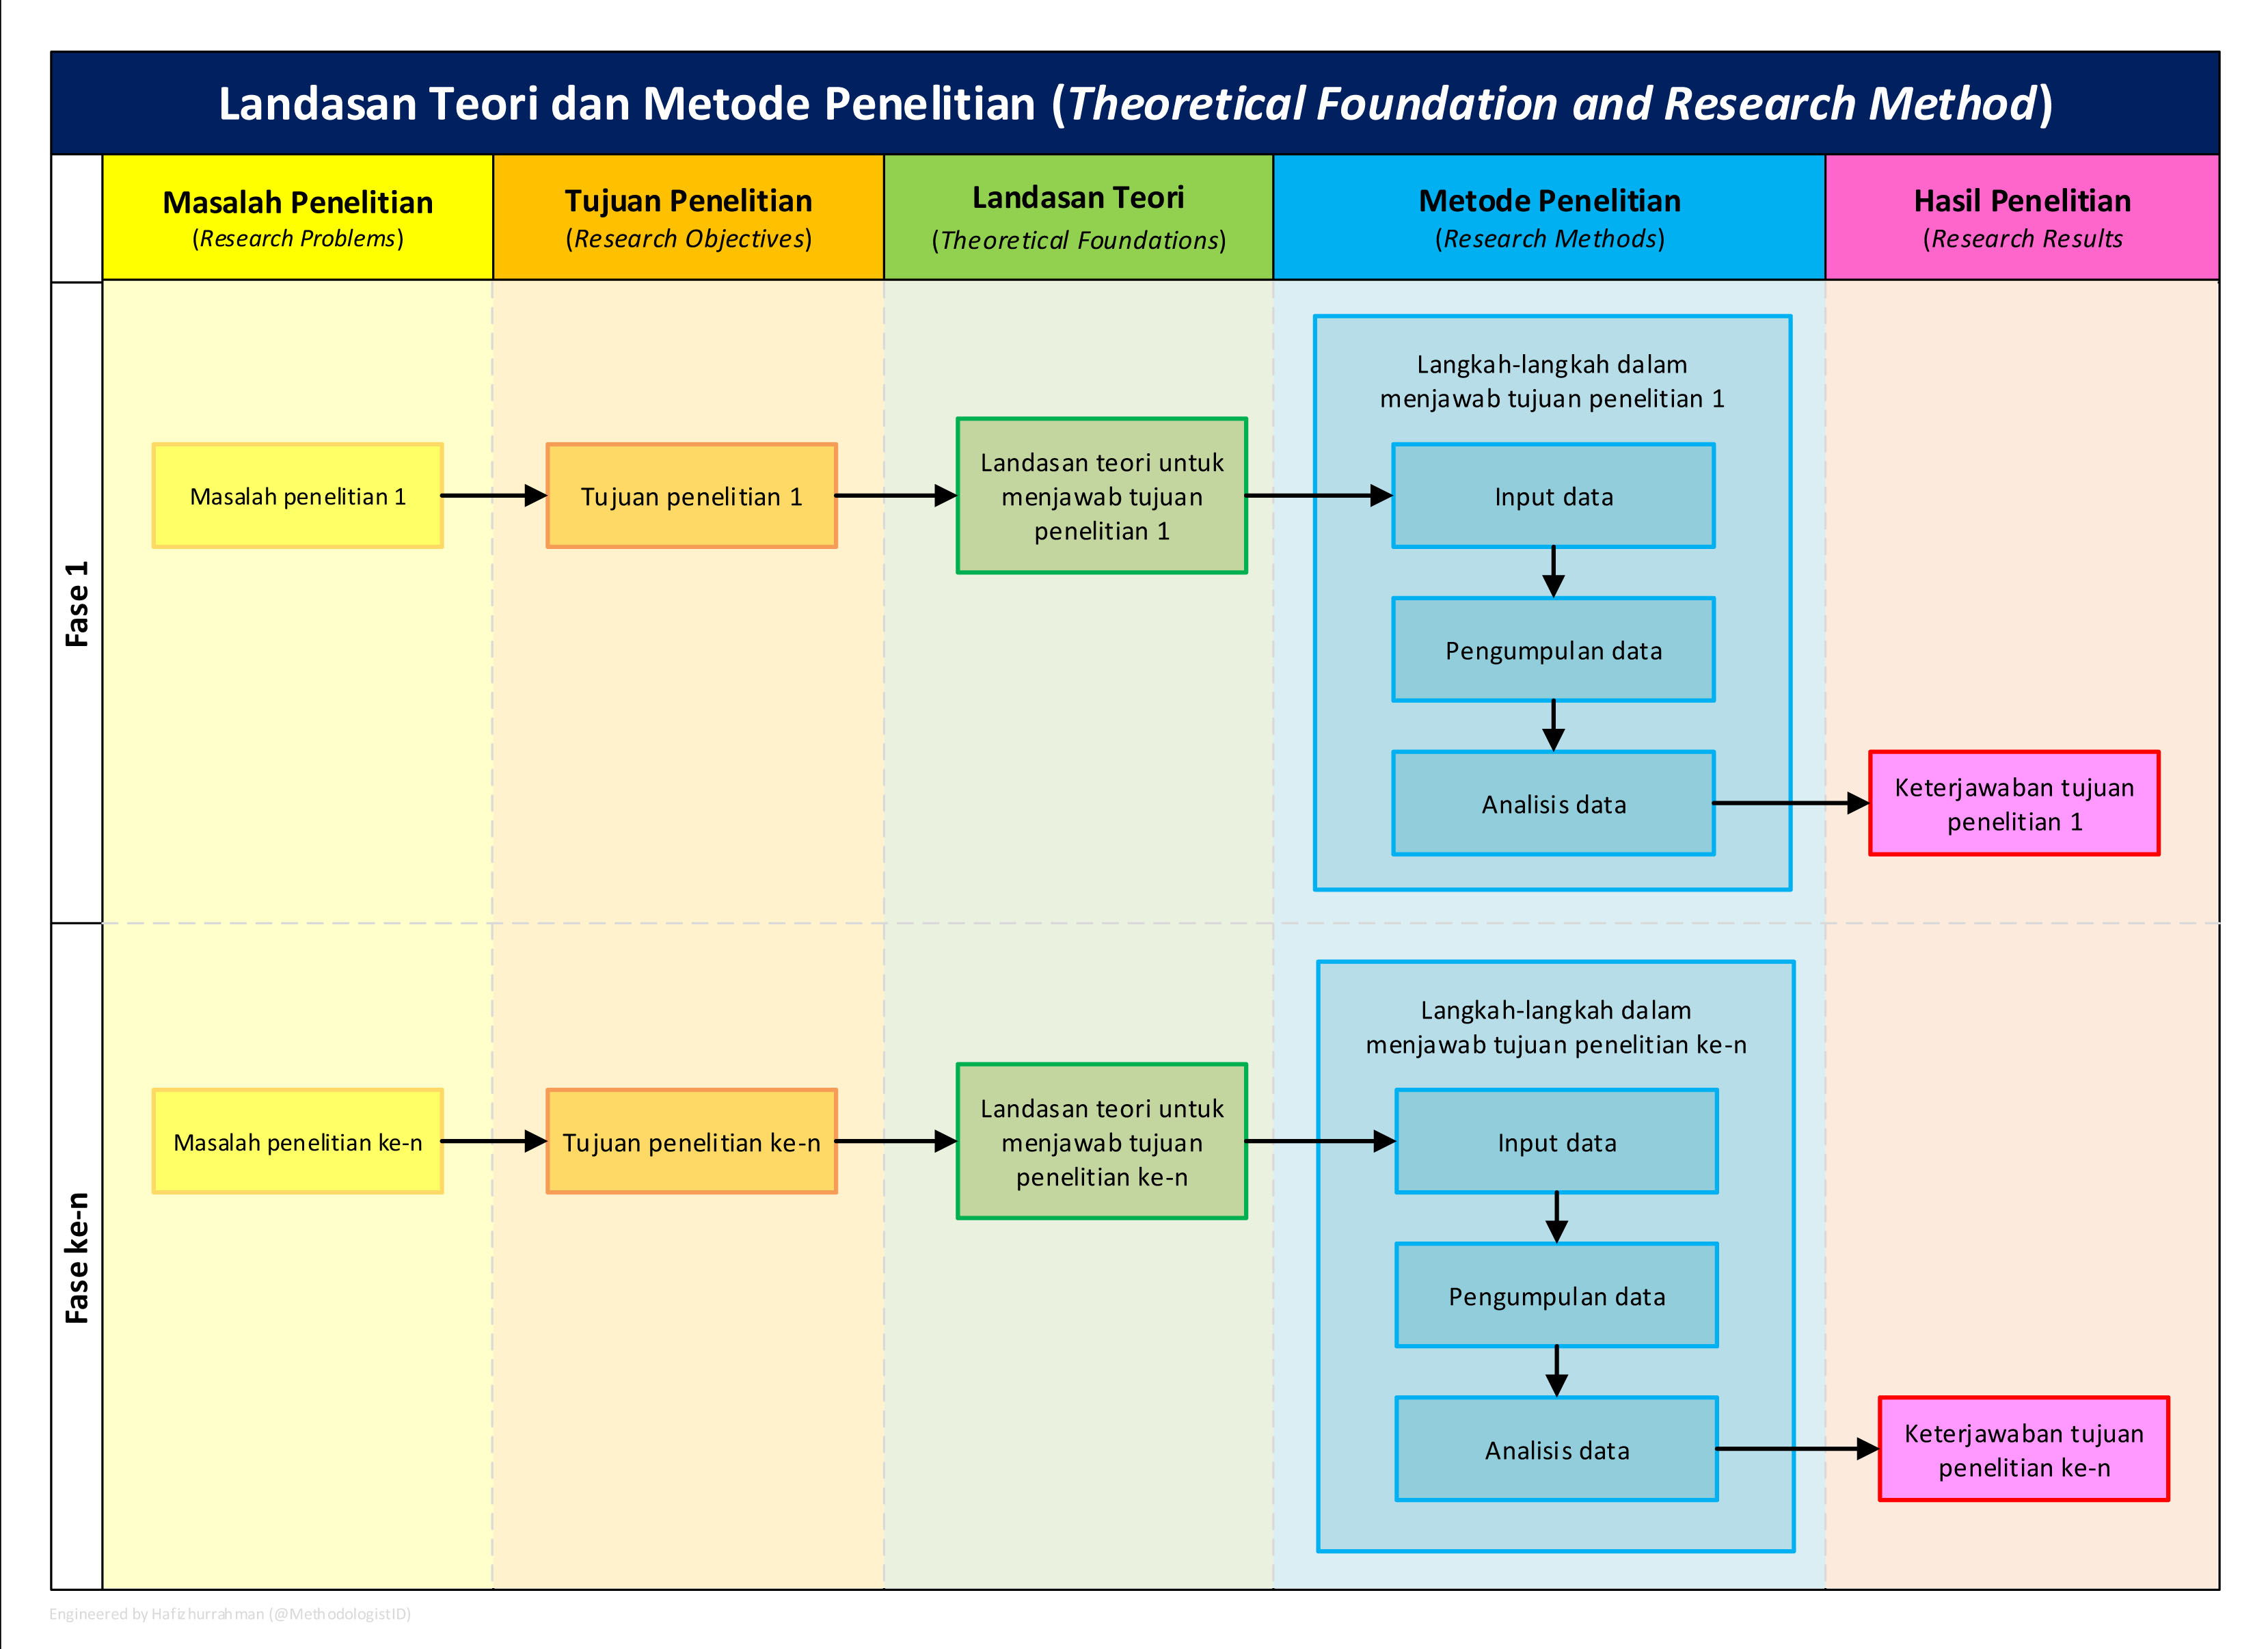 Landasan Teori dan Metode Penelitian (Theoretical Foundation and Research Method)
Masalah Penelitian
(Research Problems)
Tujuan Penelitian
(Research Objectives)
Landasan Teori
(Theoretical Foundations)
Metode Penelitian
(Research Methods)
Hasil Penelitian
(Research Results
Fase 1
Masalah penelitian 1
Tujuan penelitian 1
Landasan teori untuk
menjawab tujuan
penelitian 1
Langkah-langkah dalam
menjawab tujuan penelitian 1
Input data
Pengumpulan data
Analisis data
Keterjawaban tujuan
penelitian 1
Fase ke-n
Masalah penelitian ke-n
Tujuan penelitian ke-n
Landasan teori untuk
menjawab tujuan
penelitian ke-n
Langkah-langkah dalam
menjawab tujuan penelitian ke-n
Input data
Pengumpulan data
Analisis data
Keterjawaban tujuan
penelitian ke-n
Engineered by Hafizhurrahman (@MethodologistID)